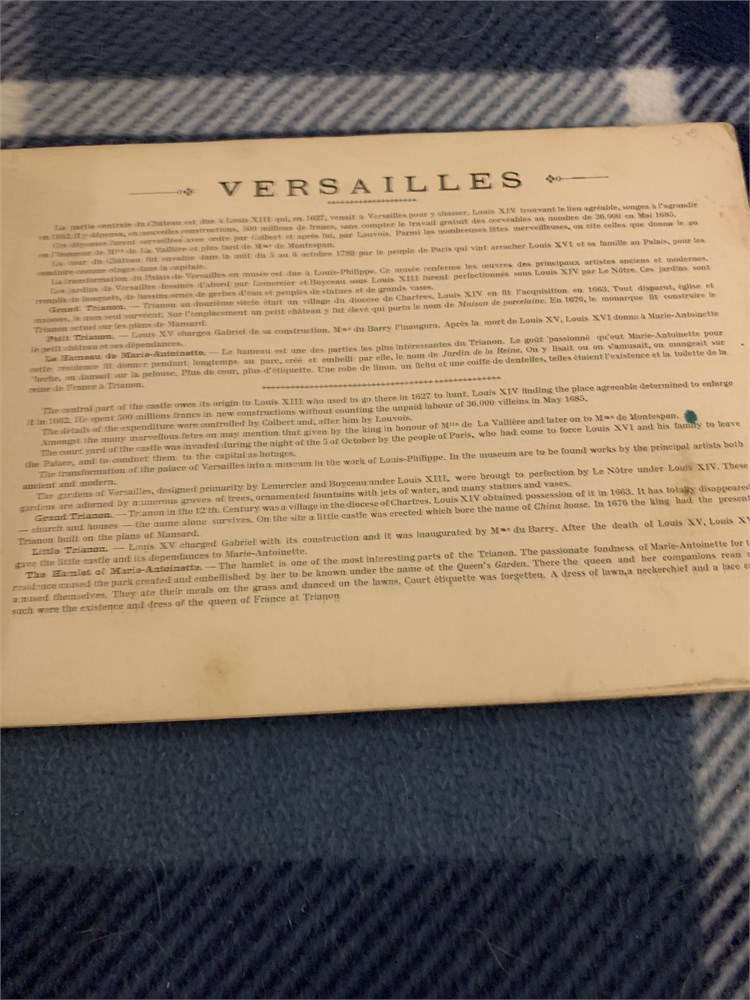 VERSAILLES
La partie centrale du Château est due à Louis XIII qui, en 1627, venait à Versailles pour y chasser. Louis XIV trouvant le lieu agréable, songea à l'agrandir
en 1662; il y dépensa, en nouvelles constructions, 500 millions de francs, sans compter le travail gratuit des corvéables au nombre de 36,000 en Mai 1685.
Ces dépenses furent surveillées avec ordre par Colbert et après lui, par Louvois. Parmi les nombreuses fêtes merveilleuses, on cite celles que donna le
en l'honneur de Mlle de La Vallière et plus tard de Mme de Montespan.
La cour du Château fut envahie dans la nuit du 5 au 6 octobre 1789 par le peuple de Paris qui vint arracher Louis XVI et sa famille au Palais, pour les
conduire comme otages dans la capitale.
La transformation du Palais de Versailles en musée est due à Louis-Philippe. Ce musée renferme les œuvres des principaux artistes anciens et modernes.
Les jardins de Versailles dessinés d'abord par Lemercier et Boyceau sous Louis XIII furent perfectionnés sous Louis XIV par Le Nôtre. Ces jardins sont
remplis de bosquets, de bassins ornés de gerbes d'eau et peuplés de statues et de grands vases.
Grand Trianon. — Trianon au douzième siècle était un village du diocèse de Chartres, Louis XIV en fit l'acquisition en 1663. Tout disparut, église et
maisons, le nom seul survécut. Sur l'emplacement un petit château y fut élevé qui porta le nom de Maison de porcelaine. En 1676, le monarque fit construire le
Trianon actuel sur les plans de Mansard.
Petit Trianon. — Louis XV chargea Gabriel de sa construction. Mme du Barry l'inaugura. Après la mort de Louis XV, Louis XVI donna à Marie-Antoinette
le petit château et ses dépendances.
Le Hameau de Marie-Antoinette. — Le hameau est une des parties les plus intéressantes du Trianon. Le goût passionné qu'eut Marie-Antoinette pour
cette résidence fit donner pendant longtemps au parc, créé et embelli par elle, le nom de Jardin de la Reine. On y lisait ou on s'amusait, on mangeait sur
l'herbe, on dansait sur la pelouse. Plus de cour, plus d'étiquette. Une robe de linon, un fichu et une coiffe de dentelles, telles étaient l'existence et la toilette de la
reine de France à Trianon.
The central part of the castle owes its origin to Louis XIII who used to go there in 1627 to hunt. Louis XIV finding the place agreeable determined to enlarge
it in 1662. He spent 500 millions francs in new constructions without counting the unpaid labour of 36,000 villeins in May 1685.
The details of the expenditure were controlled by Colbert and, after him by Louvois.
Amongst the many marvellous fetes on may mention that given by the king in honour of Mlle de La Vallière and later on to Mme de Montespan.
The court yard of the castle was invaded during the night of the 5 of October by the people of Paris, who had come to force Louis XVI and his family to leave
the Palace, and to conduct them to the capital as hotages.
The transformation of the palace of Versailles into a museum in the work of Louis-Philippe. In the museum are to be found works by the principal artists both
ancient and modern.
The gardens of Versailles, designed primurity by Lemercier and Boyceau under Louis XIII, were brougt to perfection by Le Nôtre under Louis XIV. These
gardens are adorned by numerous groves of trees, ornamented fountains with jets of water, and many statues and vases.
Grand Trianon. — Trianon in the 12 th. Century was a village in the diocese of Chartres. Louis XIV obtained possession of it in 1663. It has totally disappeared
— church and houses — the name alone survives. On the site a little castle was erected which bore the name of China house. In 1676 the king had the present
Trianon built on the plans of Mansard.
Little Trianon. — Louis XV charged Gabriel with its construction and it was inaugurated by Mme du Barry. After the death of Louis XV, Louis
gave the little castle and its dependances to Marie-Antoinette.
The Hamlet of Marie-Antoinette. — The hamlet is one of the most interesting parts of the Trianon. The passionate fondness of Marie-Antoinette for
residence caused the park created and embellished by her to be known under the name of the Queen's Garden. There the queen and her companions
amused themselves. They ate their meals on the grass and danced on the lawns. Court étiquette was forgotten. A dress of lawn, a neckerchief and a lace
such were the existence and dress of the queen of France at Trianon